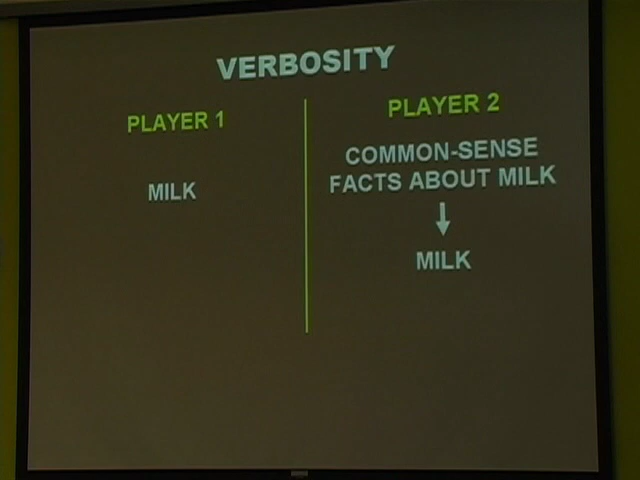 VERBOSITY
PLAYER 1
MILK
PLAYER 2
COMMON-SENSE
FACTS ABOUT MILK
MILK